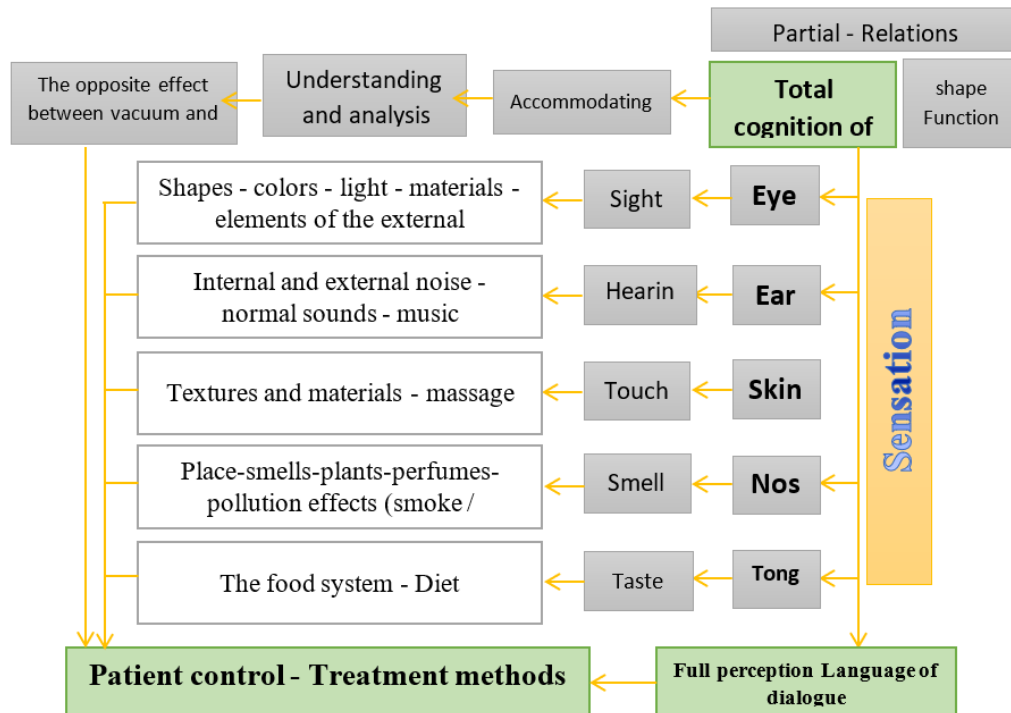 Partial - Relations
The opposite effect
between vacuum and
Understanding
and analysis
Accommodating
Total
cognition of
shape
Function
Shapes - colors - light - materials -
elements of the external
Sight
Eye
Internal and external noise -
normal sounds - music
Hearin
Ear
Textures and materials - massage
Touch
Skin
Place-smells-plants-perfumes-
pollution effects (smoke /
Smell
Nos
The food system - Diet
Taste
Tong
Sensation
Patient control - Treatment methods
Full perception Language of
dialogue